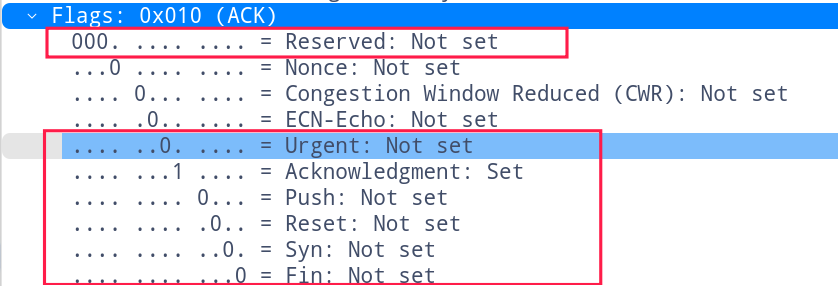 Flags: 0x010 (ACK)
000. .... .... = Reserved: Not set
...0 .... .... = Nonce: Not set
.... 0... .... = Congestion Window Reduced (CWR): Not set
.... .0.. .... = ECN-Echo: Not set
.... ..0. .... = Urgent: Not set
.... ...1 .... = Acknowledgment: Set
.... .... 0... = Push: Not set
.... .... .0.. = Reset: Not set
.... .... ..0. = Syn: Not set
.... .... ...0 = Fin: Not set